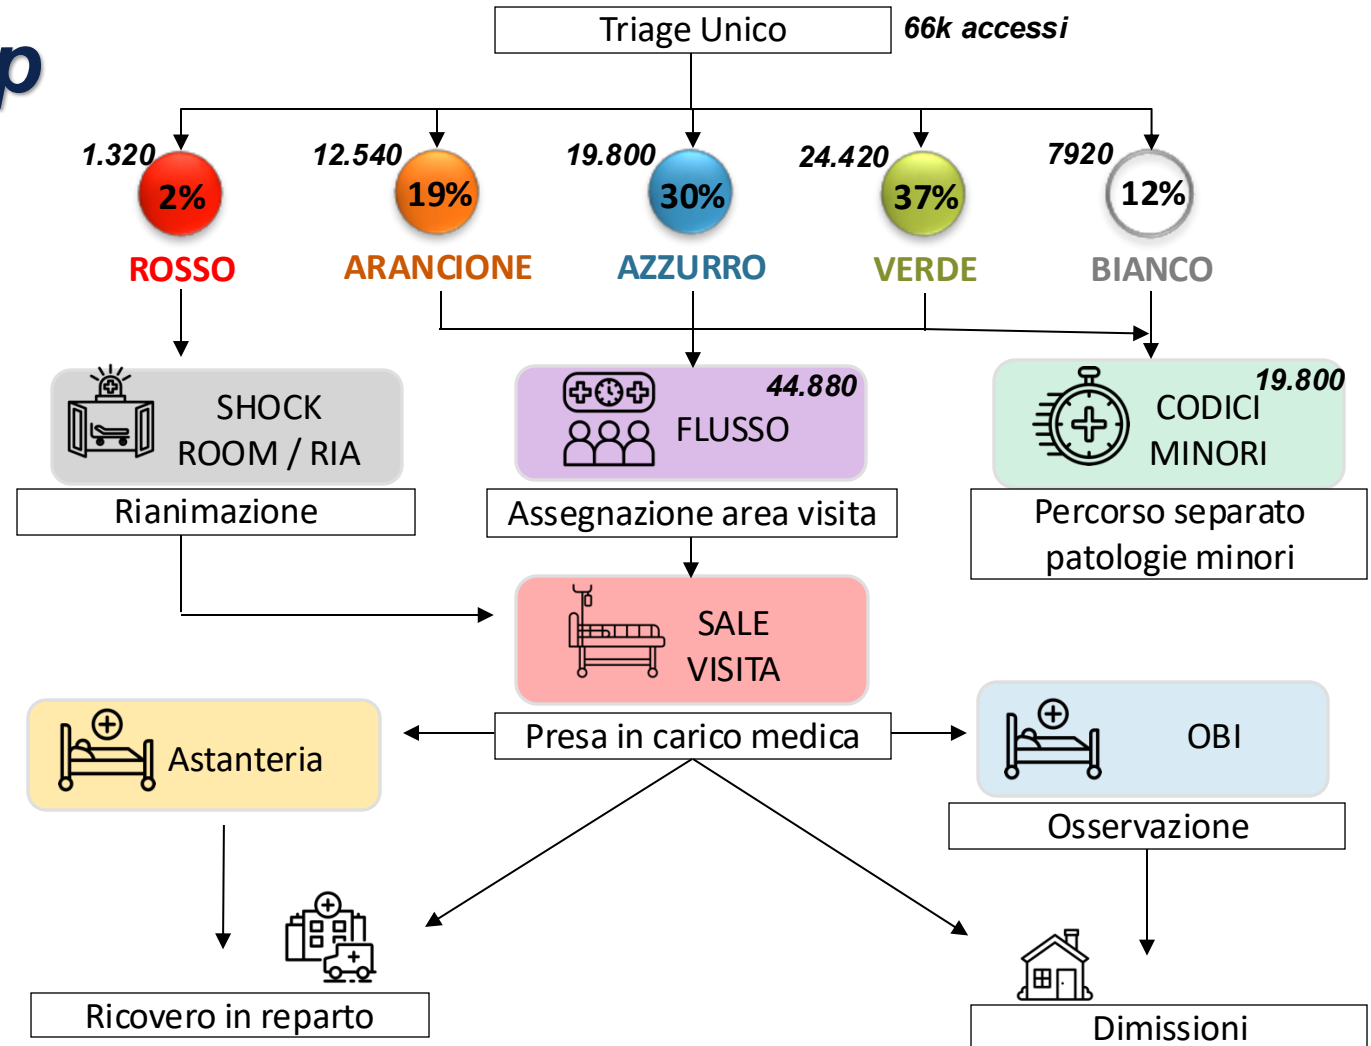 p
Triage Unico
66k accessi
1.320
12.540
19.800
24.420
7920
2%
19%
30%
37%
12%
ROSSO
ARANCIONE
AZZURRO
VERDE
BIANCO
SHOCK
ROOM / RIA
44.880
FLUSSO
19.800
CODICI
MINORI
Rianimazione
Assegnazione area visita
Percorso separato
patologie minori
SALE
VISITA
Astanteria
Presa in carico medica
OBI
Osservazione
Ricovero in reparto
Dimissioni